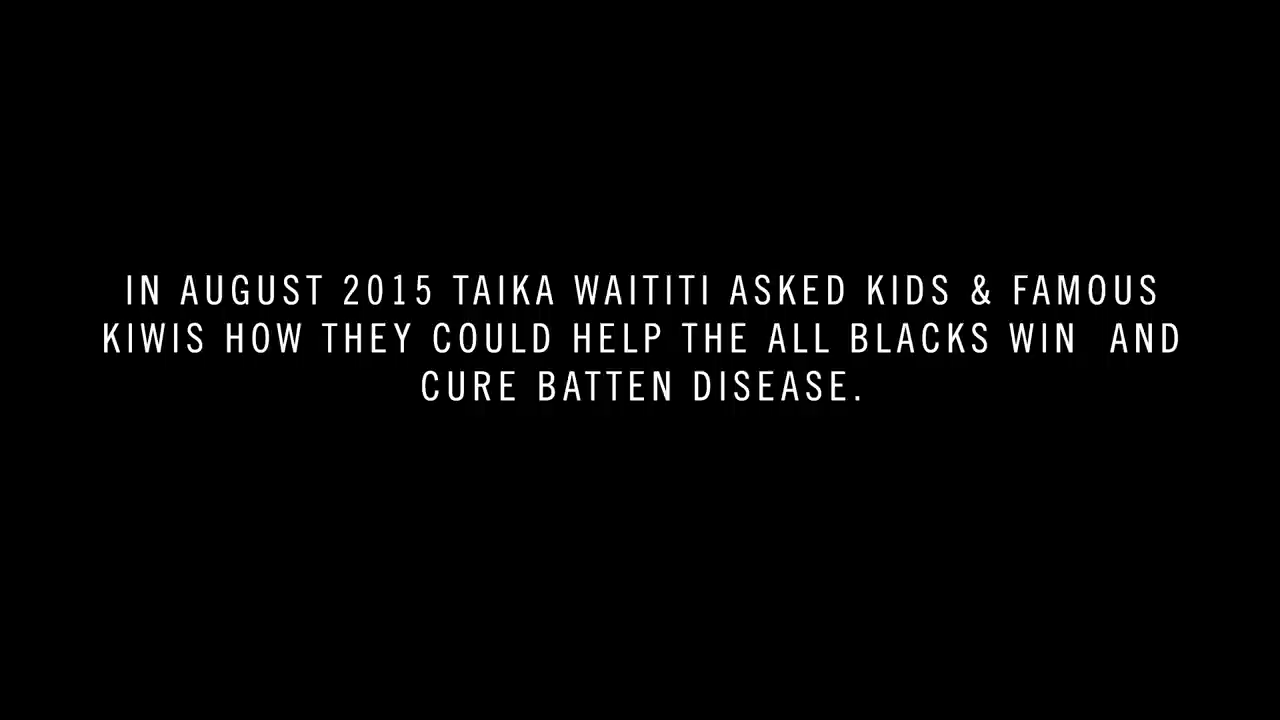 IN AUGUST 2015 TAIKA WAITITI ASKED KIDS & FAMOUS
KIWIS HOW THEY COULD HELP THE ALL BLACKS WIN  AND
CURE BATTEN DISEASE.